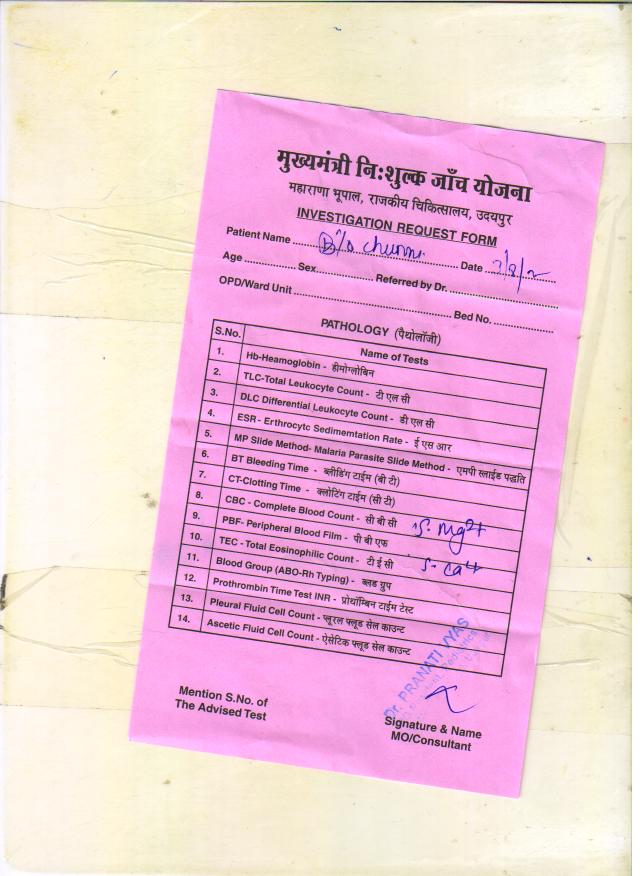 मुख्यमंत्री नि:शुल्क जाँच योजना
महाराणा भूपाल, राजकीय चिकित्सालय, उदयपुर
INVESTIGATION REQUEST FORM
Patient Name B/o Chunni Date
Age Sex Referred by Dr.
OPD/Ward Unit Bed No.
PATHOLOGY (पैथोलॉजी)
S.No. Name of Tests
1. Hb-Heamoglobin - हीमोग्लोबिन
2. TLC-Total Leukocyte Count - टी एल सी
3. DLC Differential Leukocyte Count - डी एल सी
4. ESR - Erthrocytc Sedimemtation Rate - ई एस आर
5. MP Slide Method- Malaria Parasite Slide Method - एमपी स्लाईड पद्धति
6. BT Bleeding Time - ब्लीडिंग टाईम (बी टी)
7. CT-Clotting Time - क्लोटिंग टाईम (सी टी)
8. CBC - Complete Blood Count - सी बी सी
9. PBF- Peripheral Blood Film - पी बी एफ S. Mg2+
10. TEC - Total Eosinophilic Count - टी ई सी S. Ca++
11. Blood Group (ABO-Rh Typing) - ब्लड ग्रुप
12. Prothrombin Time Test INR - प्रोथॉम्बिन टाईम टेस्ट
13. Pleural Fluid Cell Count - प्लूरल फ्लूड सेल काउन्ट
14. Ascetic Fluid Cell Count - ऐसेटिक फ्लूड सेल काउन्ट
Dr. PRANATI VYAS
Mention S.No. of
The Advised Test
Signature & Name
MO/Consultant